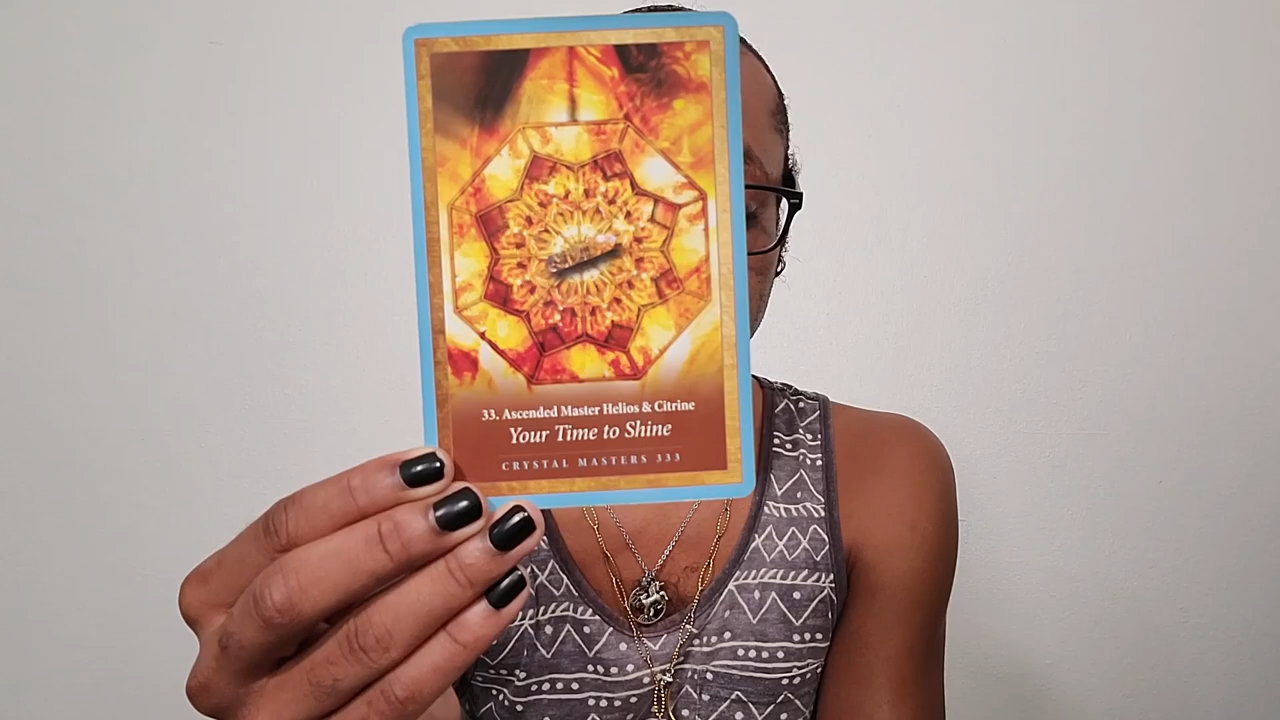 33. Ascended Master Helios & Citrine
Your Time to Shine
CRYSTAL MASTERS 333